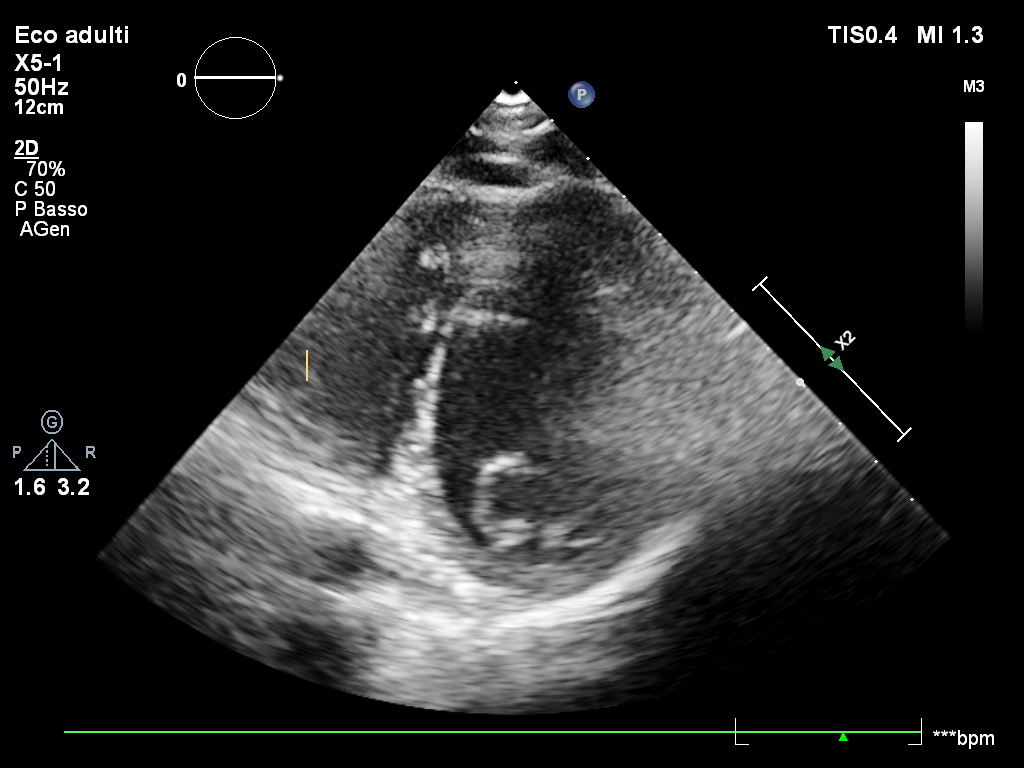 Eco adulti
X5-1
50Hz
12cm
2D
70%
C 50
P Basso
AGen
0
P
TIS0.4 MI 1.3
M3
X2
G
P R
1.6 3.2
***bpm